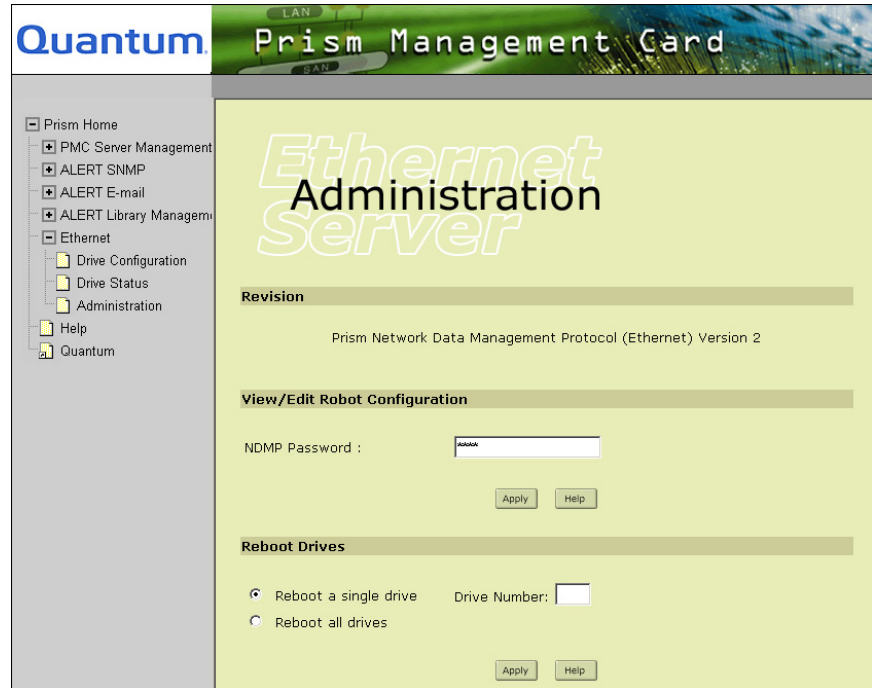 LAN
Quantum.
Prism Management Card
SAN
Prism Home
PMC Server Management
ALERT SNMP
ALERT E-mail
ALERT Library Managem
Ethernet
Drive Configuration
Drive Status
Administration
Help
Quantum
Ethernet
Administration
Server
Revision
Prism Network Data Management Protocol (Ethernet) Version 2
View/Edit Robot Configuration
NDMP Password : ****
Apply Help
Reboot Drives
Reboot a single drive Drive Number:
Reboot all drives
Apply Help